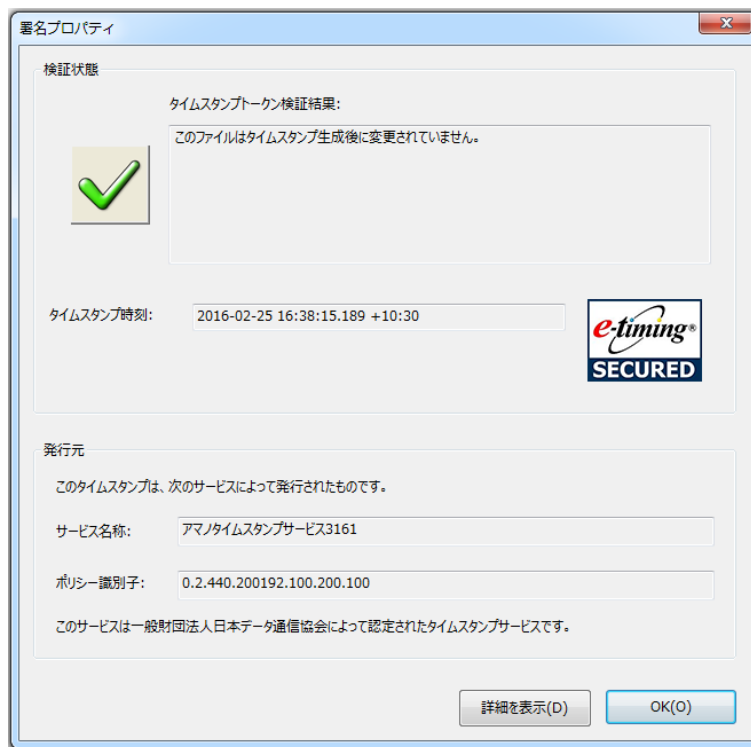 署名プロパティ
検証状態
タイムスタンプトークン検証結果:
このファイルはタイムスタンプ生成後に変更されていません。
タイムスタンプ時刻:
2016-02-25 16:38:15.189 +10:30
e-timing®
SECURED
発行元
このタイムスタンプは、次のサービスによって発行されたものです。
サービス名称:
アマノタイムスタンプサービス3161
ポリシー識別子:
0.2.440.200192.100.200.100
このサービスは一般財団法人日本データ通信協会によって認定されたタイムスタンプサービスです。
詳細を表示(D)
OK(O)